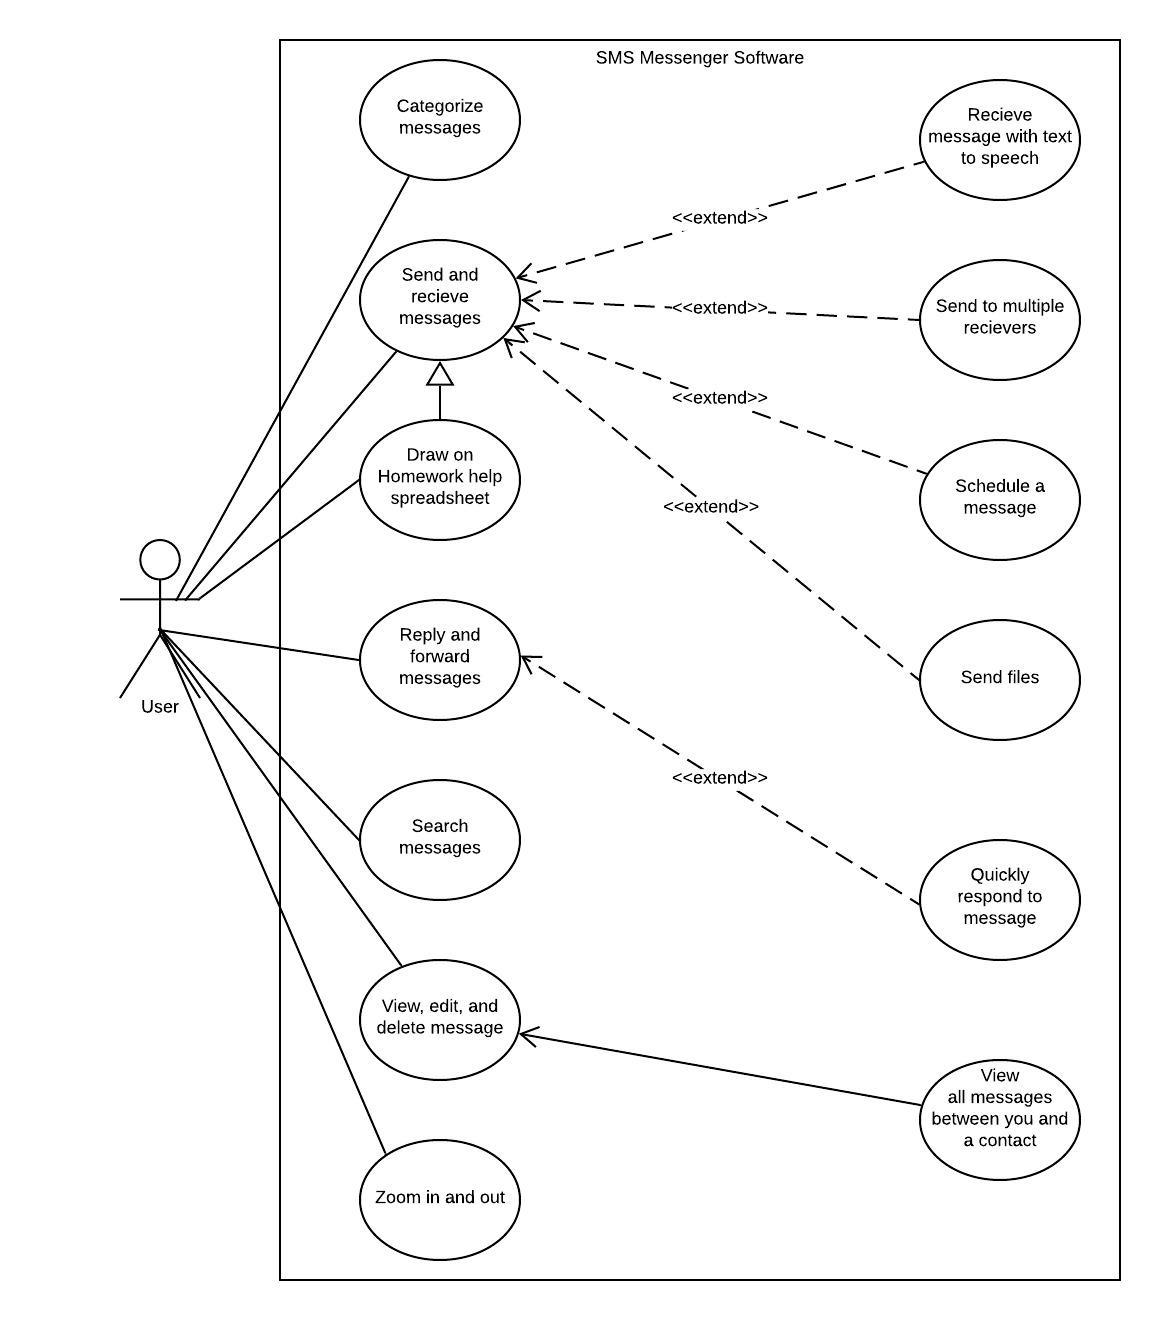 SMS Messenger Software
Categorize
messages
Recieve
message with text
to speech
<<extend>>
Send and
recieve
messages
<<extend>>
Send to multiple
recievers
<<extend>>
Draw on
Homework help
spreadsheet
Schedule a
message
<<extend>>
Reply and
forward
messages
Send files
User
<<extend>>
Search
messages
Quickly
respond to
message
View, edit, and
delete message
View
all messages
between you and
a contact
Zoom in and out